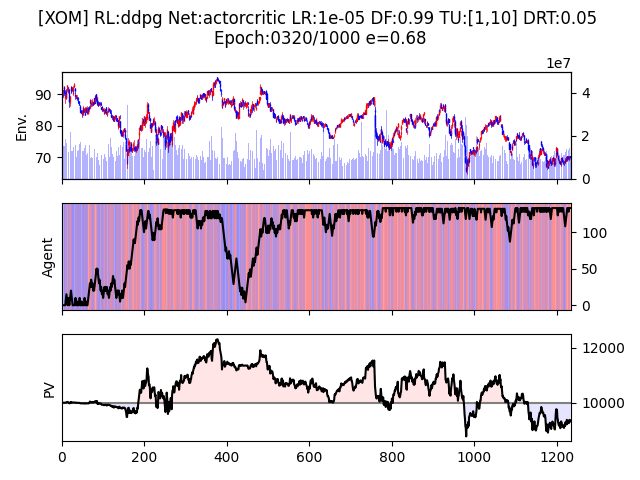 [XOM] RL:ddpg Net:actorcritic LR:1e-05 DF:0.99 TU:[1,10] DRT:0.05
Epoch:0320/1000 e=0.68
1e7
Env.
90
80
70
4
2
0
Agent
100
50
0
PV
12000
10000
0 200 400 600 800 1000 1200